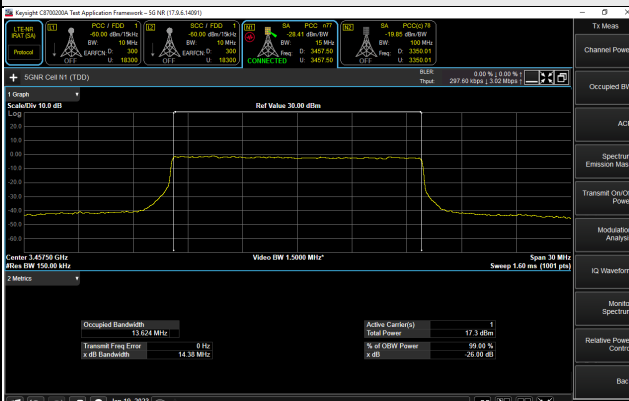 Keysight C8700200A Test Application Framework – 5G NR (17.9.6.14091)
LTE-NR
IRAT (SA)
Protocol
L1 PCC / FDD 1
-60.00 dBm/15kHz
BW: 10 MHz
EARFCN: D: 300
OFF U: 18300
L2 SCC / FDD 1
-60.00 dBm/15kHz
BW: 10 MHz
EARFCN: D: 300
OFF U: 18300
N1 SA PCC n77
-28.41 dBm/BW
BW: 15 MHz
Freq: D: 3457.50
CONNECTED U: 3457.50
N2 SA PCC(c) 78
-19.85 dBm/BW
BW: 100 MHz
Freq: D: 3350.01
OFF U: 3350.01
Tx Meas
Channel Power
Occupied BW
Spectrum
Emission Mas
Transmit On/O
Power
Modulation
Analysis
IQ Waveform
Monitor
Spectrum
Relative Power
Control
Bac
5GNR Cell N1 (TDD)
BLER: 0.00 % ↓ 0.00 % ↑
Thput: 297.60 kbps ↓ 3.02 Mbps ↑
1 Graph
Scale/Div 10.0 dB
Ref Value 30.00 dBm
Log
20.0
10.0
0.00
-10.0
-20.0
-30.0
-40.0
-50.0
-60.0
Center 3.45750 GHz
Video BW 1.5000 MHz*
Span 30 MHz
#Res BW 150.00 kHz
Sweep 1.60 ms (1001 pts)
2 Metrics
Occupied Bandwidth
13.624 MHz
Transmit Freq Error 0 Hz
x dB Bandwidth 14.38 MHz
Active Carrier(s) 1
Total Power 17.3 dBm
% of OBW Power 99.00 %
x dB -26.00 dB